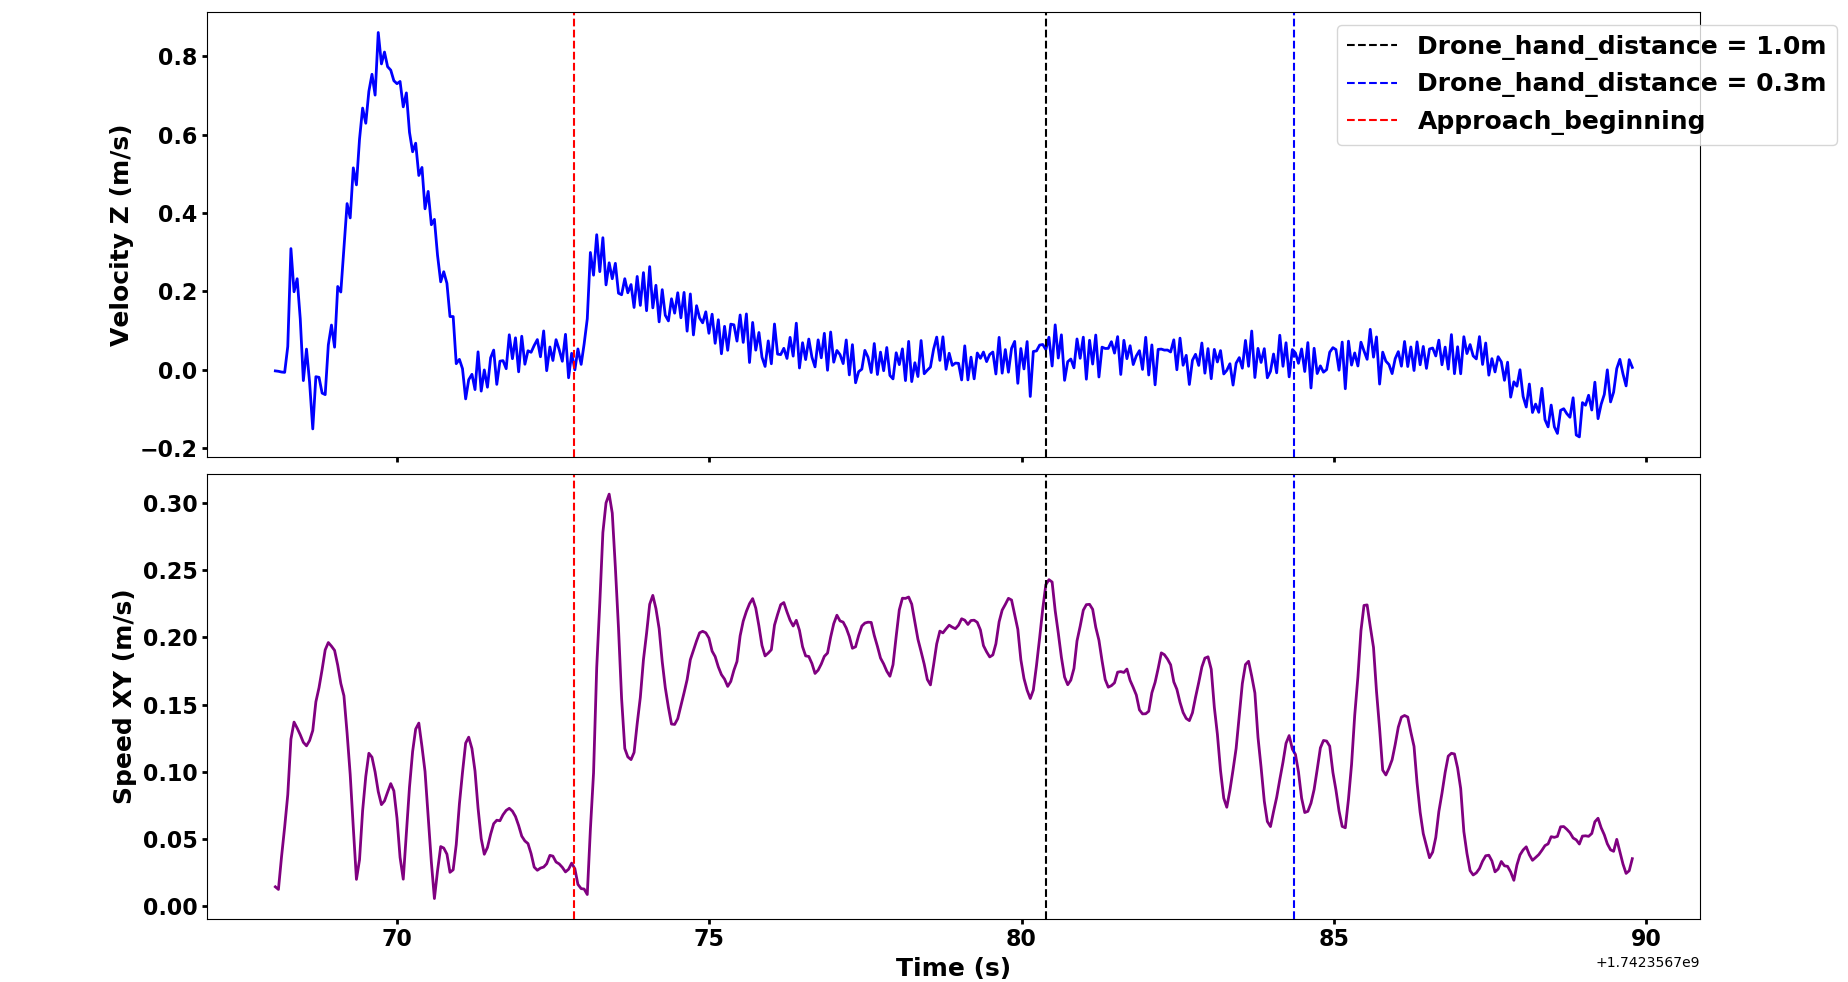 Drone_hand_distance = 1.0m
Drone_hand_distance = 0.3m
Approach_beginning
Velocity Z (m/s)
0.8
0.6
0.4
0.2
0.0
−0.2
Speed XY (m/s)
0.30
0.25
0.20
0.15
0.10
0.05
0.00
70 75 80 85 90
Time (s)
+1.7423567e9